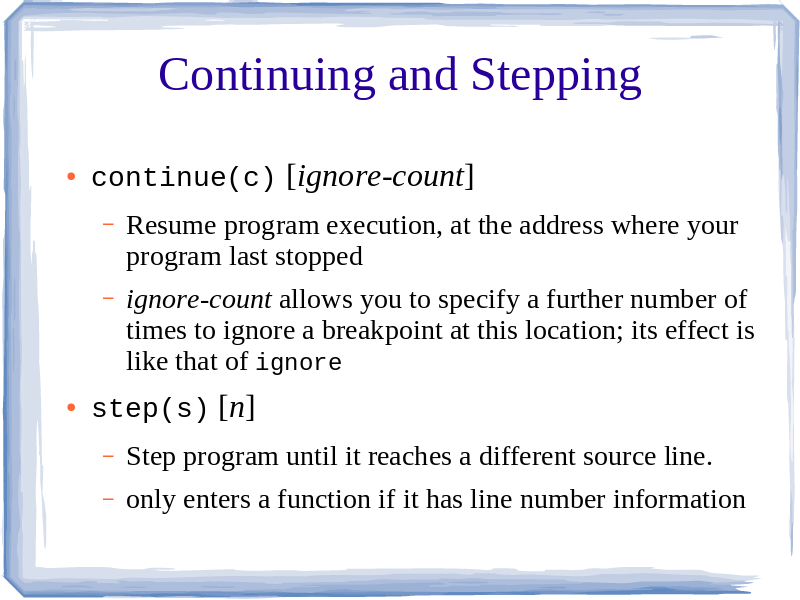 Continuing and Stepping
• continue(c) [ignore-count]
– Resume program execution, at the address where your
program last stopped
– ignore-count allows you to specify a further number of
times to ignore a breakpoint at this location; its effect is
like that of ignore
• step(s) [n]
– Step program until it reaches a different source line.
– only enters a function if it has line number information